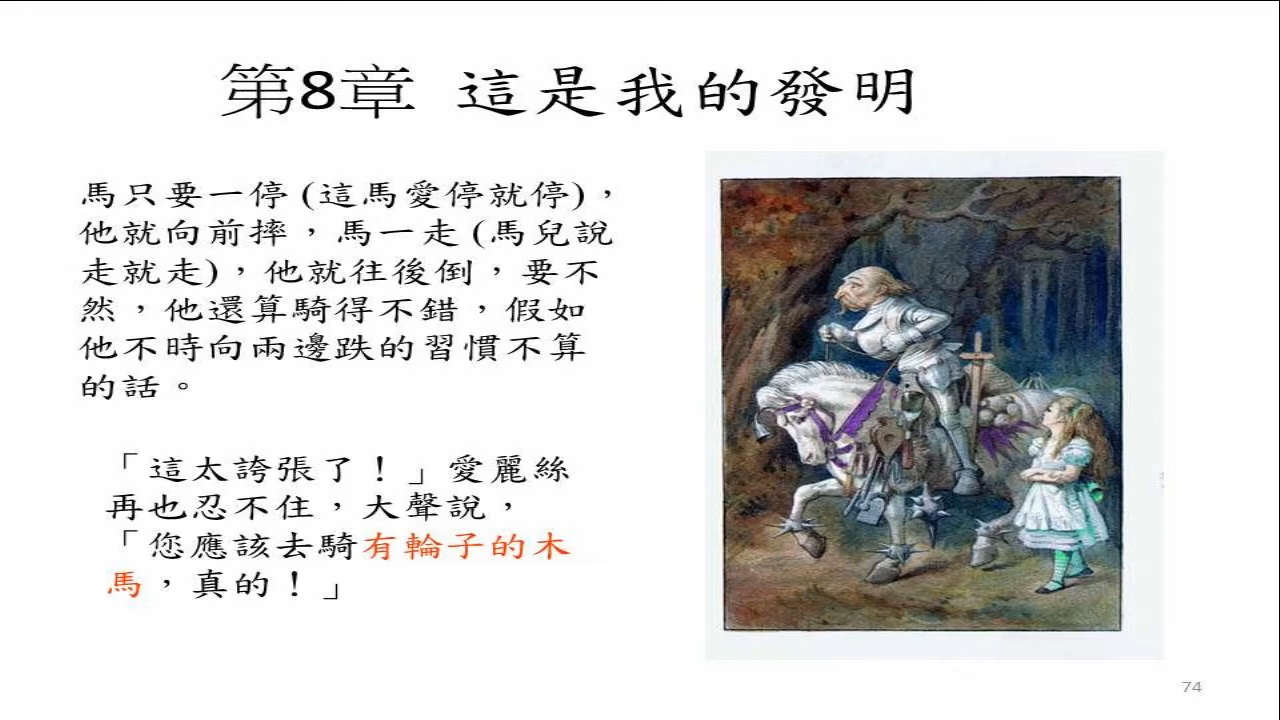 第8章 這是我的發明
馬只要一停 (這馬愛停就停)，
他就向前摔，馬一走 (馬兒說
走就走)，他就往後倒，要不
然，他還算騎得不錯，假如
他不時向兩邊跌的習慣不算
的話。
「這太誇張了！」愛麗絲
再也忍不住，大聲說，
「您應該去騎有輪子的木
馬，真的！」
74